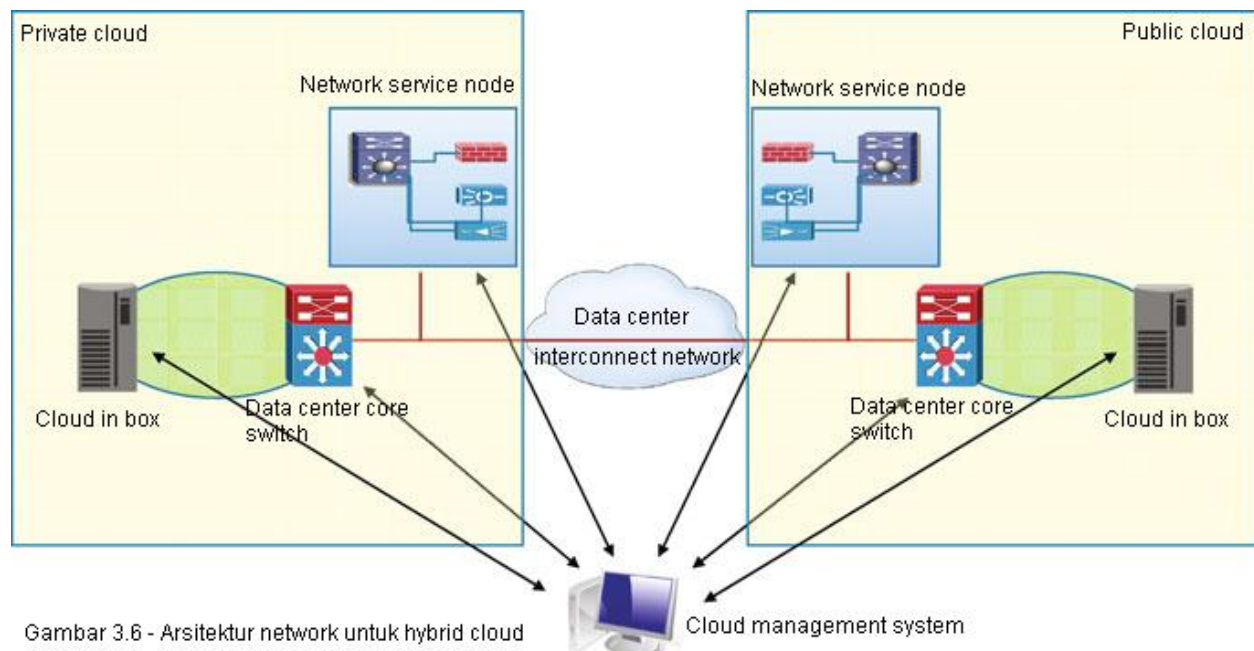 Private cloud
Public cloud
Network service node
Network service node
Data center
interconnect network
Cloud in box
Data center core
switch
Data center core
switch
Cloud in box
Cloud management system
Gambar 3.6 - Arsitektur network untuk hybrid cloud